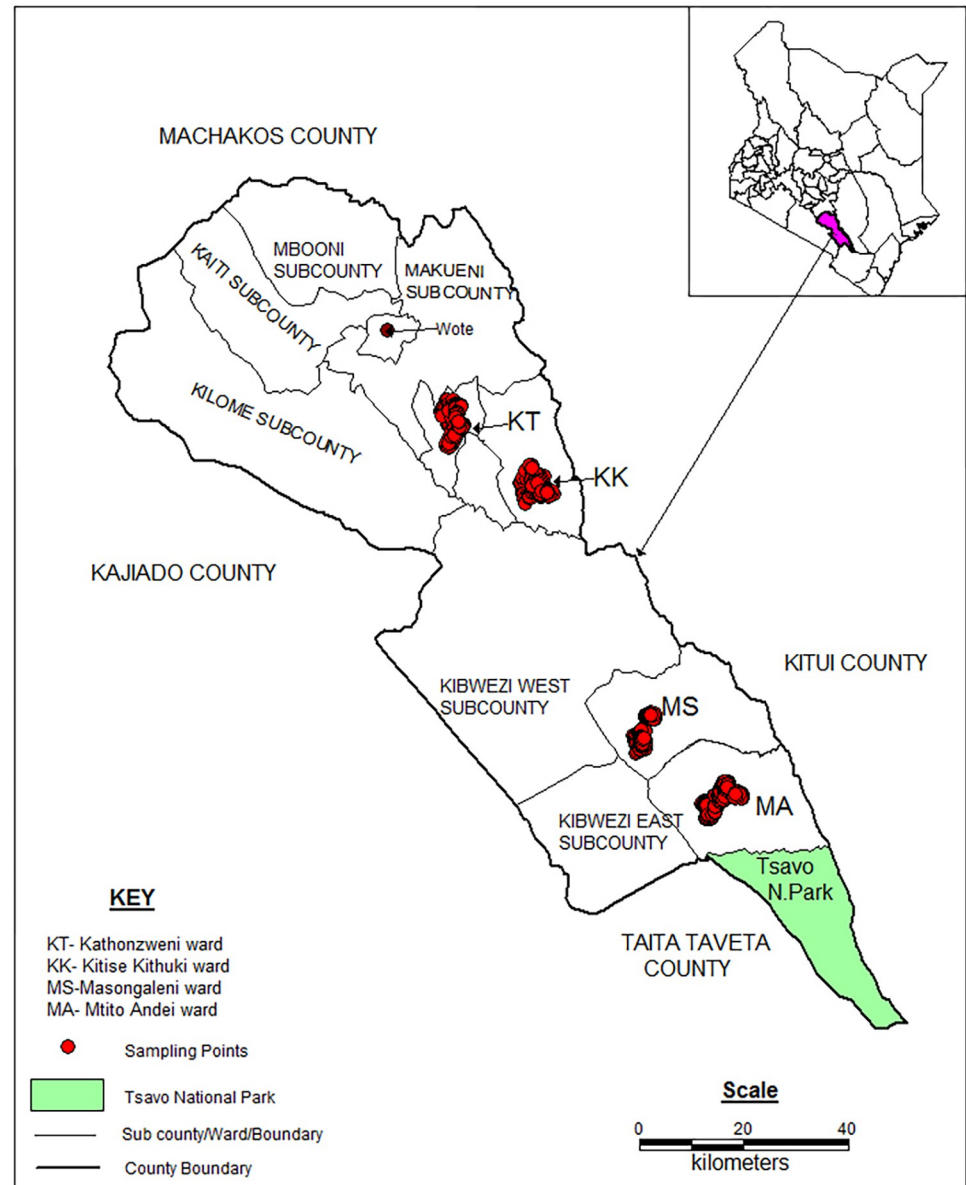 MACHAKOS COUNTY
MBOONI
SUBCOUNTY
KAITI SUBCOUNTY
MAKUENI
SUBCOUNTY
Wote
KILOME SUBCOUNTY
KT
KK
KAJIADO COUNTY
KITUI COUNTY
KIBWEZI WEST
SUBCOUNTY
MS
MA
KIBWEZI EAST
SUBCOUNTY
Tsavo
N.Park
TAITA TAVETA
COUNTY
KEY
KT- Kathonzweni ward
KK- Kitise Kithuki ward
MS-Masongaleni ward
MA- Mtito Andei ward
Sampling Points
Tsavo National Park
Sub county/Ward/Boundary
County Boundary
Scale
0 20 40
kilometers